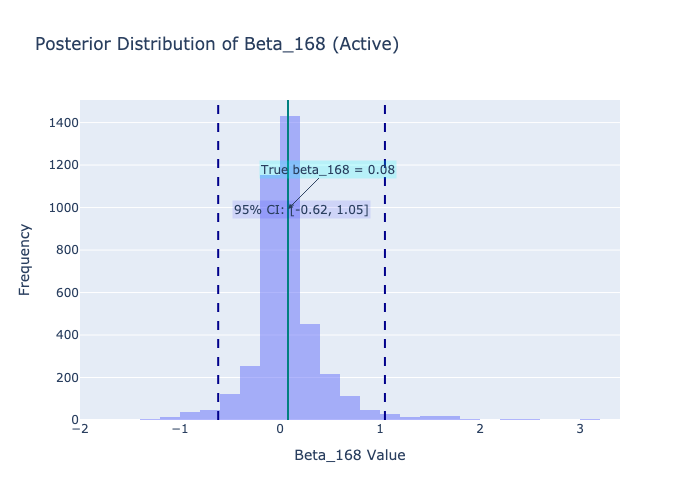 Posterior Distribution of Beta_168 (Active)
1400
1200
True beta_168 = 0.08
1000
95% CI: [-0.62, 1.05]
800
600
400
200
0
−2
−1
0
1
2
3
Frequency
Beta_168 Value